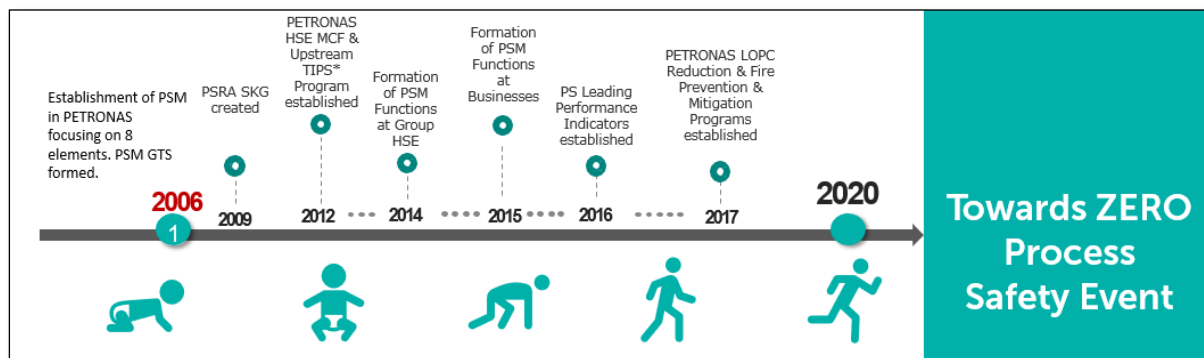 Establishment of PSM
in PETRONAS
focusing on 8
elements. PSM GTS
formed.
2006
1
PSRA SKG
created
2009
PETRONAS
HSE MCF &
Upstream
TIPS*
Program
established
2012
Formation
of PSM
Functions
at Group
HSE
2014
Formation
of PSM
Functions
at
Businesses
2015
PS Leading
Performance
Indicators
established
2016
PETRONAS LOPC
Reduction & Fire
Prevention &
Mitigation
Programs
established
2017
2020
Towards ZERO
Process
Safety Event